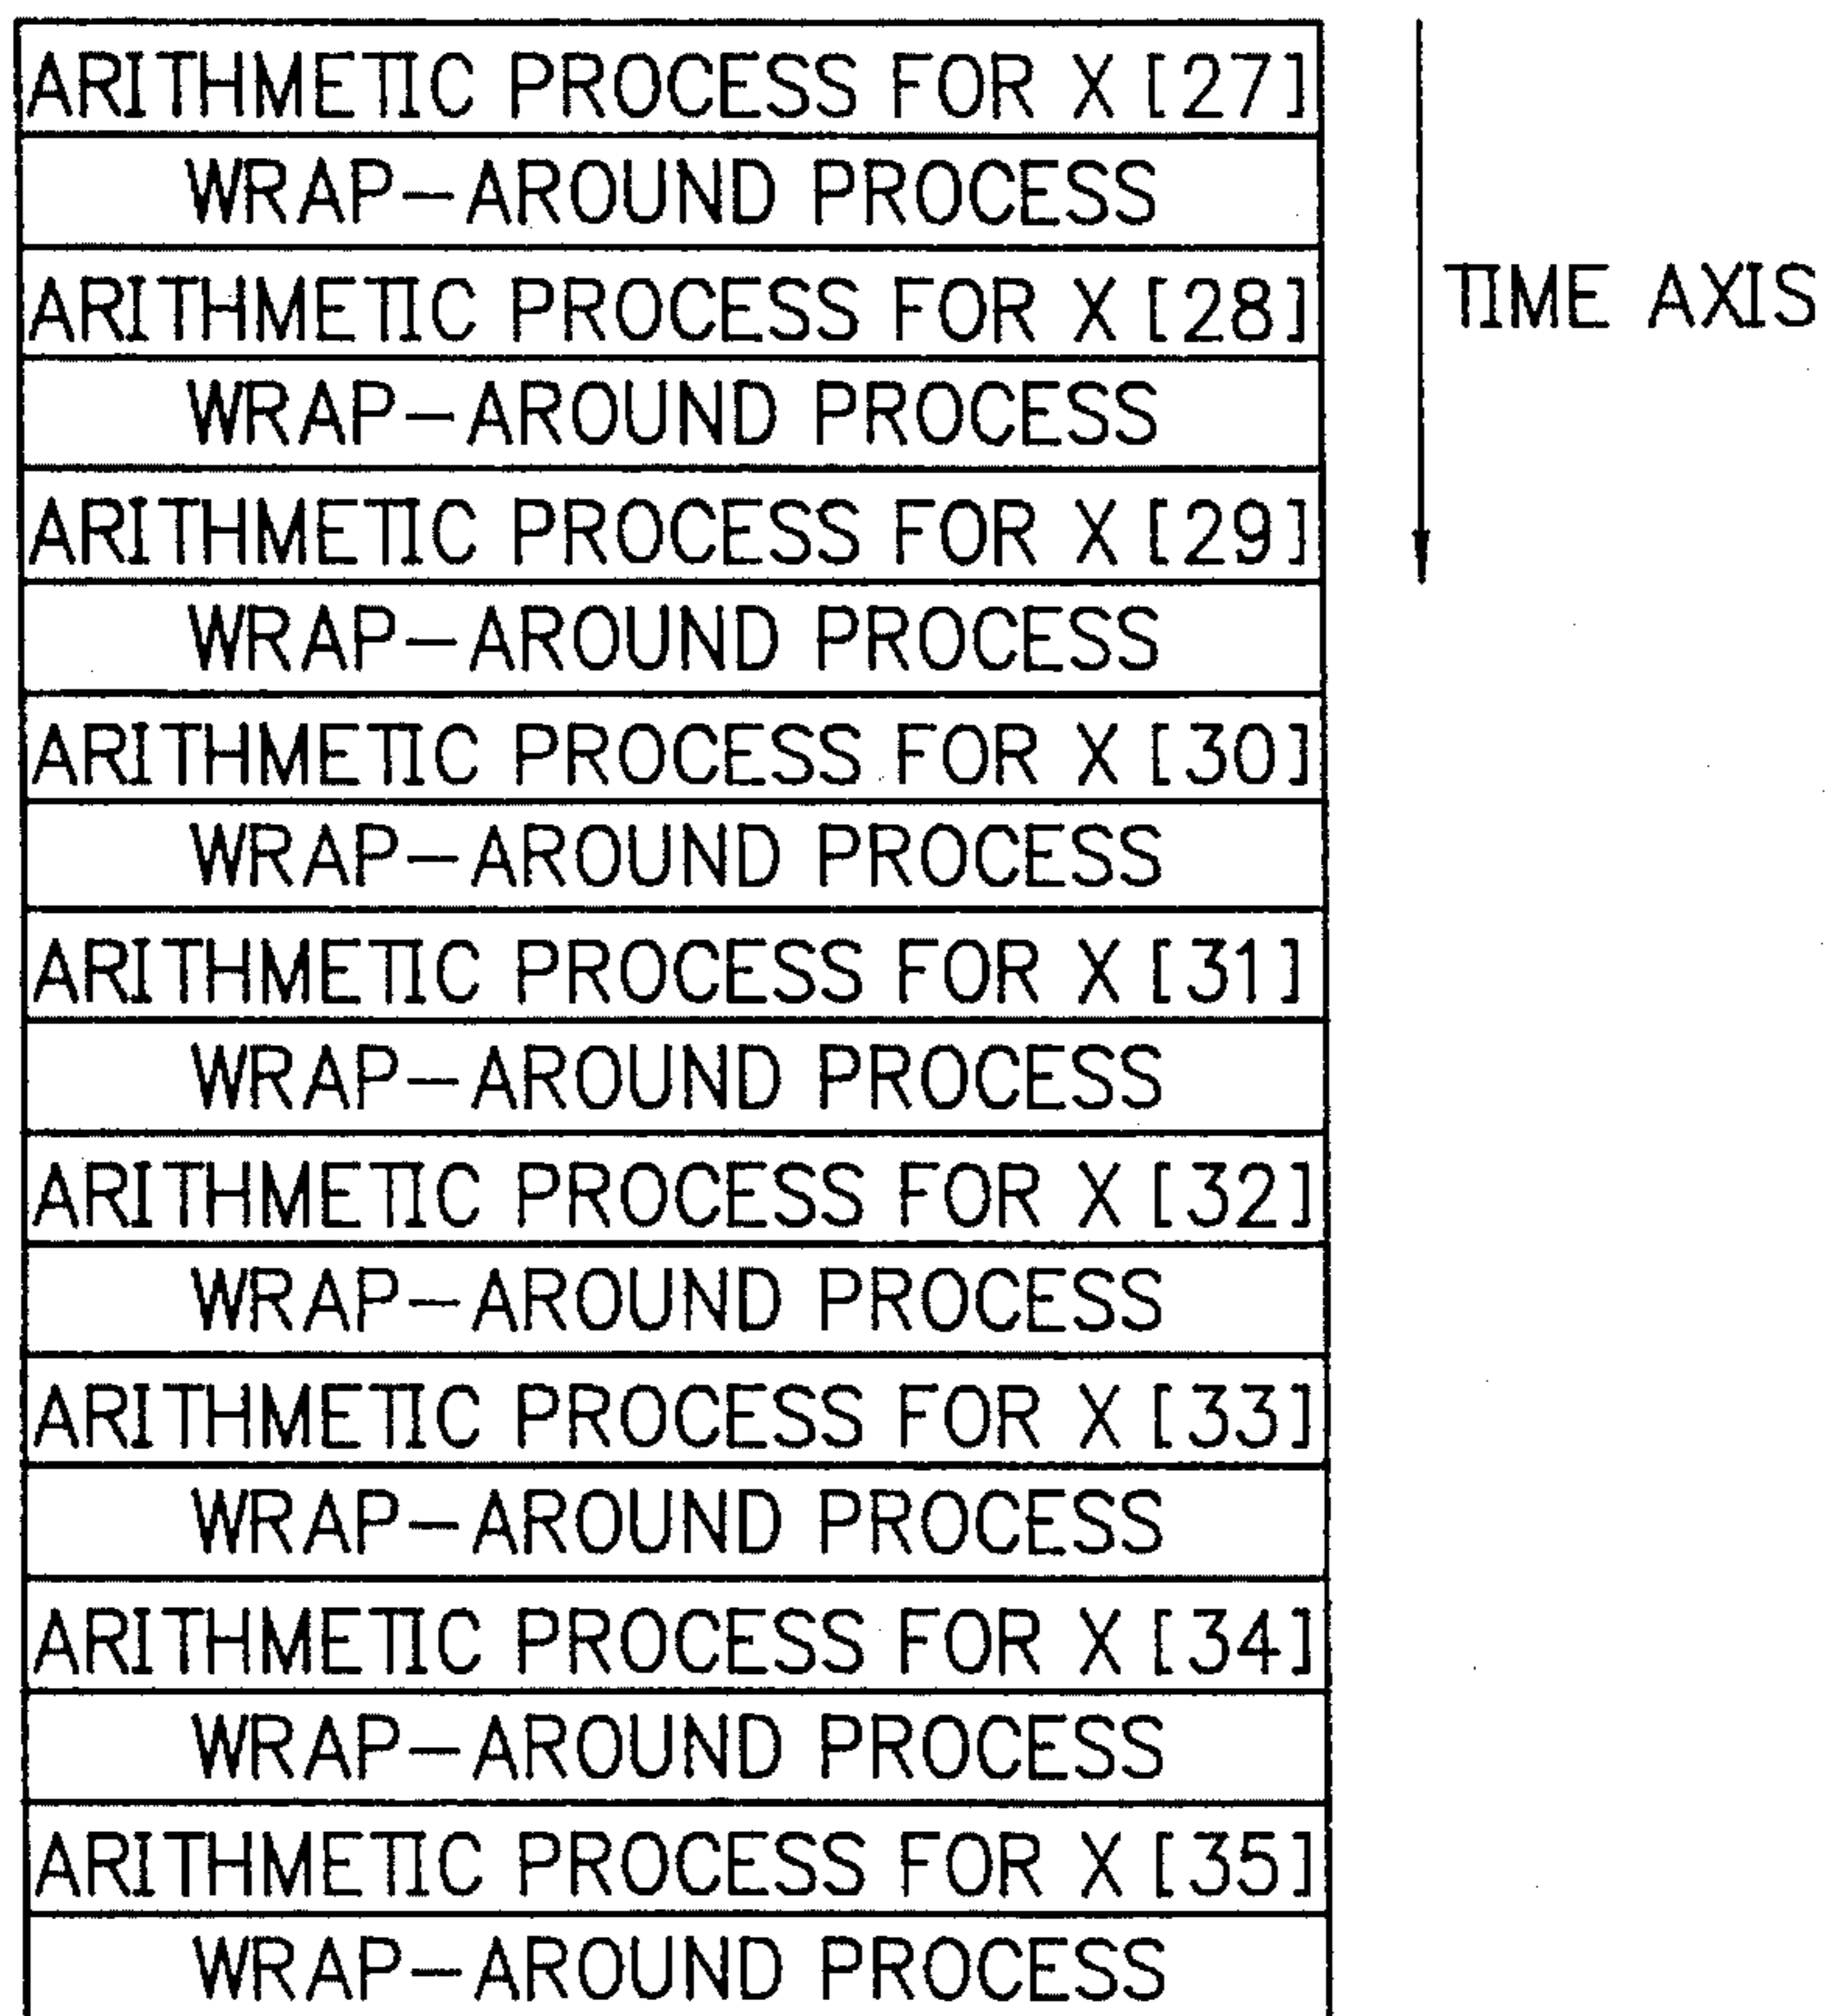 ARITHMETIC PROCESS FOR X [27]
WRAP-AROUND PROCESS
ARITHMETIC PROCESS FOR X [28]
TIME AXIS
WRAP-AROUND PROCESS
ARITHMETIC PROCESS FOR X [29]
WRAP-AROUND PROCESS
ARITHMETIC PROCESS FOR X [30]
WRAP-AROUND PROCESS
ARITHMETIC PROCESS FOR X [31]
WRAP-AROUND PROCESS
ARITHMETIC PROCESS FOR X [32]
WRAP-AROUND PROCESS
ARITHMETIC PROCESS FOR X [33]
WRAP-AROUND PROCESS
ARITHMETIC PROCESS FOR X [34]
WRAP-AROUND PROCESS
ARITHMETIC PROCESS FOR X [35]
WRAP-AROUND PROCESS